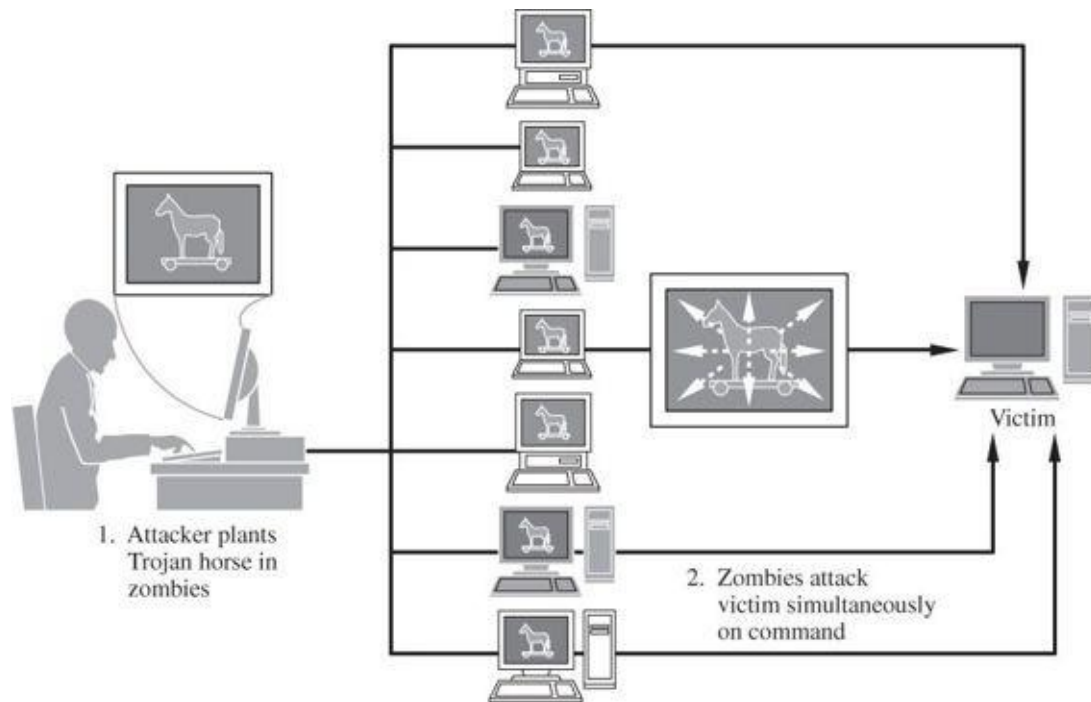 Victim
1. Attacker plants
Trojan horse in
zombies
2. Zombies attack
victim simultaneously
on command